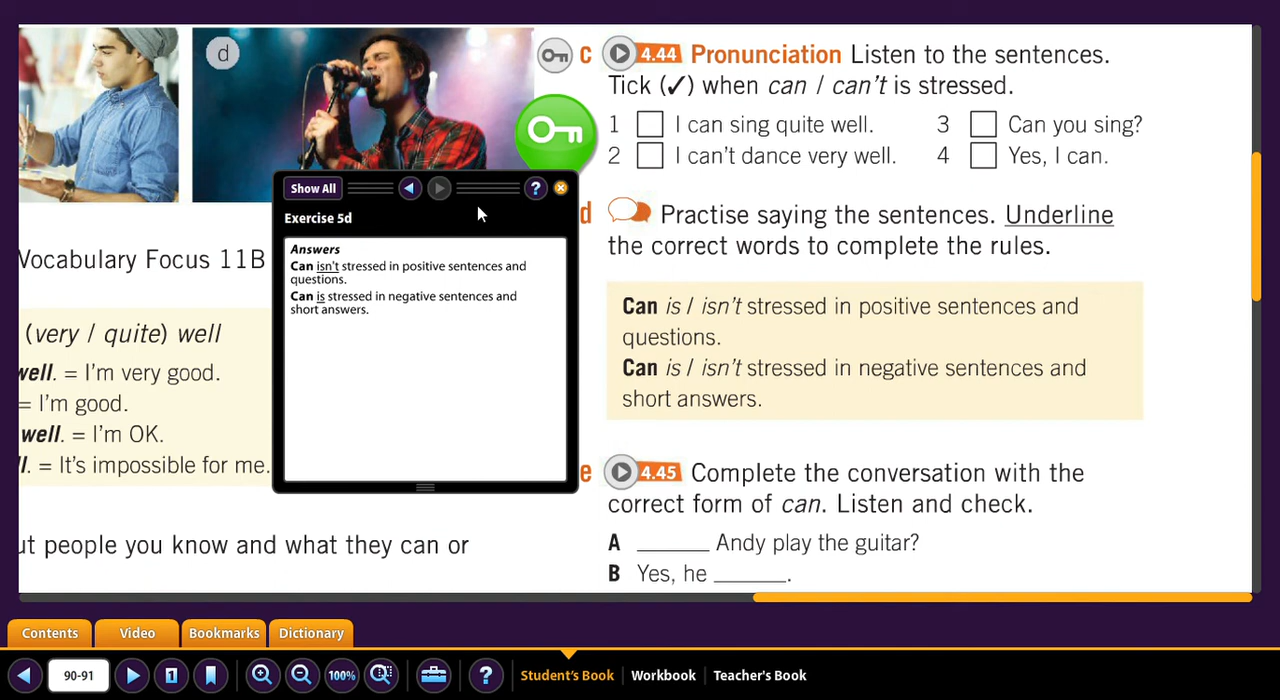 d
Vocabulary Focus 11B
(very / quite) well
well. = I'm very good.
= I'm good.
well. = I'm OK.
ll. = It's impossible for me.
ut people you know and what they can or
Show All
?
Exercise 5d
Answers
Can isn't stressed in positive sentences and
questions.
Can is stressed in negative sentences and
short answers.
c 4.44 Pronunciation Listen to the sentences.
Tick (✓) when can / can't is stressed.
1 I can sing quite well.
2 I can't dance very well.
3 Can you sing?
4 Yes, I can.
d Practise saying the sentences. Underline
the correct words to complete the rules.
Can is / isn't stressed in positive sentences and
questions.
Can is / isn't stressed in negative sentences and
short answers.
e 4.45 Complete the conversation with the
correct form of can. Listen and check.
A ______ Andy play the guitar?
B Yes, he ______.
Contents Video Bookmarks Dictionary
90-91 1 100% ? Student's Book Workbook Teacher's Book